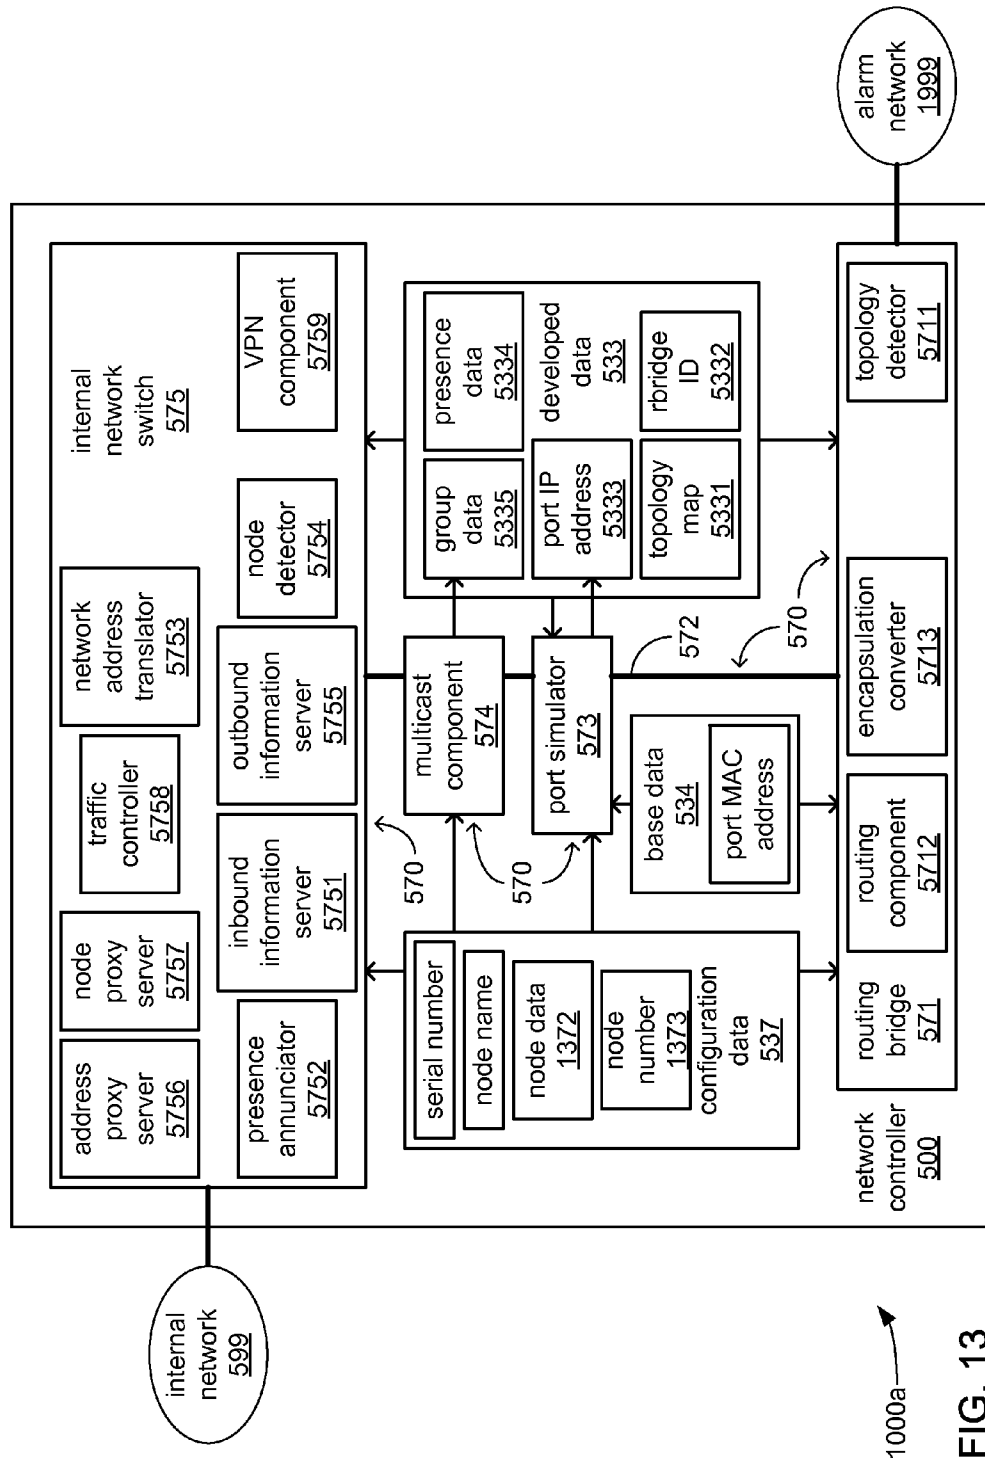 internal
network
599
address
proxy
server
5756
node
proxy
server
5757
traffic
controller
5758
network
address
translator
5753
internal
network
switch
575
presence
annunciator
5752
inbound
information
server
5751
outbound
information
server
5755
node
detector
5754
VPN
component
5759
570
serial number
node name
node data
1372
node
number
1373
configuration
data
537
multicast
component
574
570
port simulator
573
base data
534
port MAC
address
572
570
group
data
5335
presence
data
5334
port IP
address
5333
developed
data
533
topology
map
5331
rbridge
ID
5332
network
controller
500
routing
bridge
571
routing
component
5712
encapsulation
converter
5713
topology
detector
5711
alarm
network
1999
1000a
FIG. 13